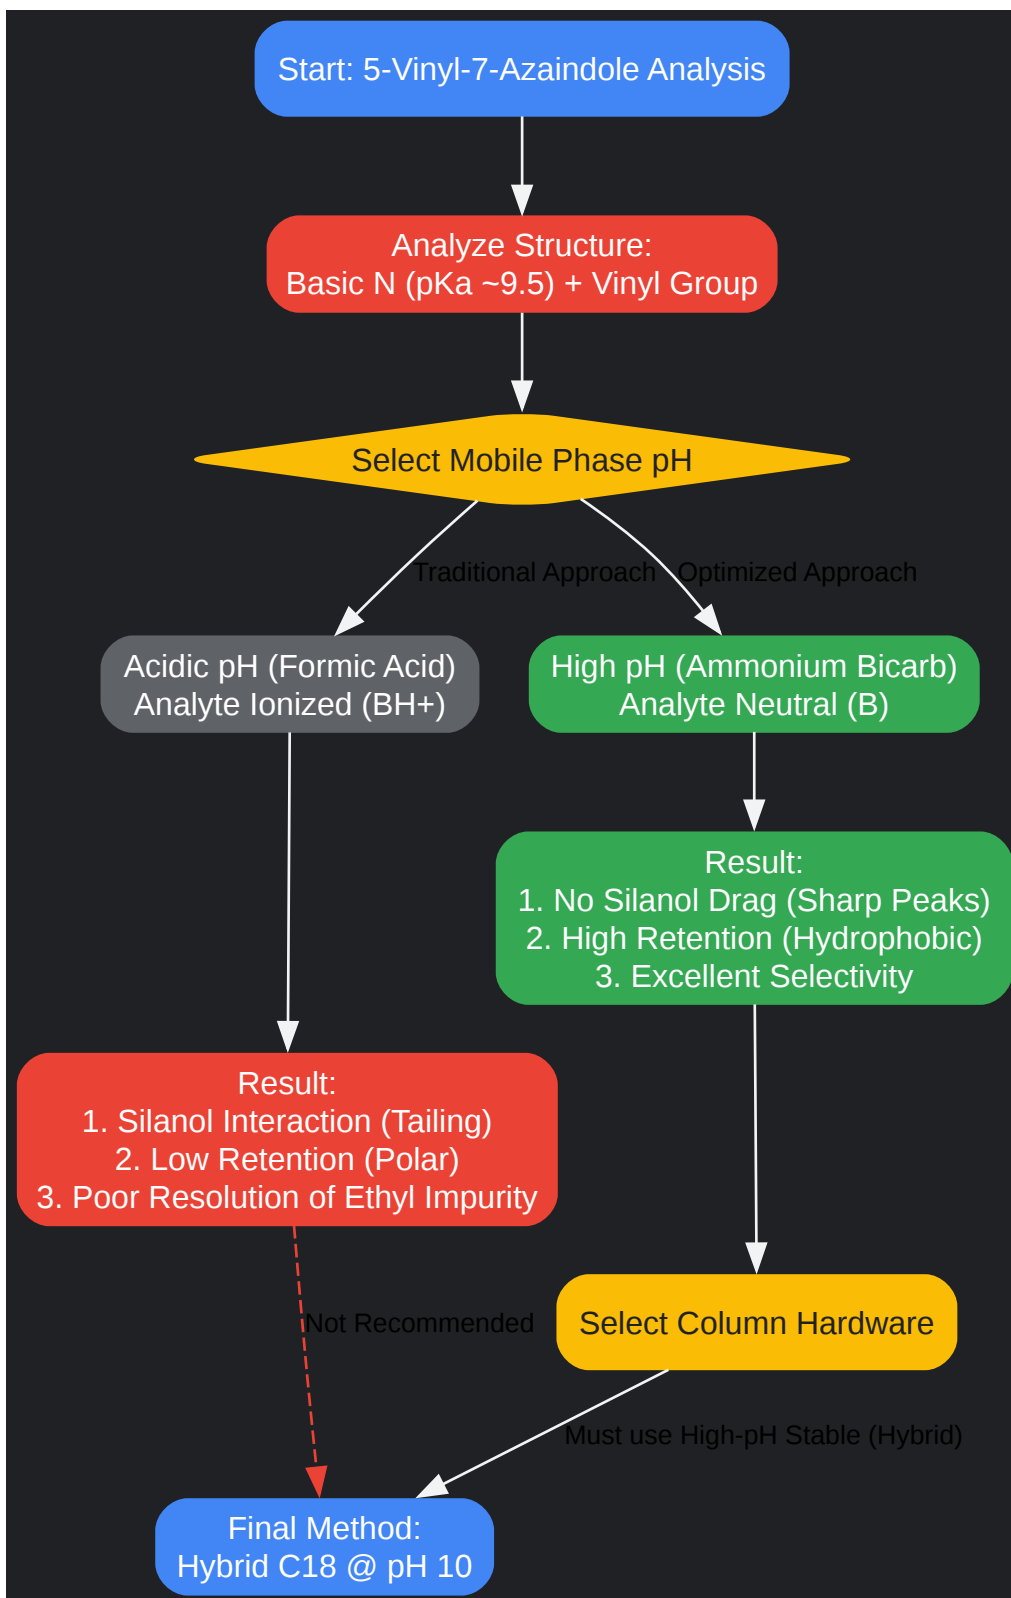 Start: 5-Vinyl-7-Azaindole Analysis
Analyze Structure:
Basic N (pKa ~9.5) + Vinyl Group
Select Mobile Phase pH
Traditional Approach
Optimized Approach
Acidic pH (Formic Acid)
Analyte Ionized (BH+)
High pH (Ammonium Bicarb)
Analyte Neutral (B)
Result:
1. No Silanol Drag (Sharp Peaks)
2. High Retention (Hydrophobic)
3. Excellent Selectivity
Result:
1. Silanol Interaction (Tailing)
2. Low Retention (Polar)
3. Poor Resolution of Ethyl Impurity
Not Recommended
Select Column Hardware
Must use High-pH Stable (Hybrid)
Final Method:
Hybrid C18 @ pH 10